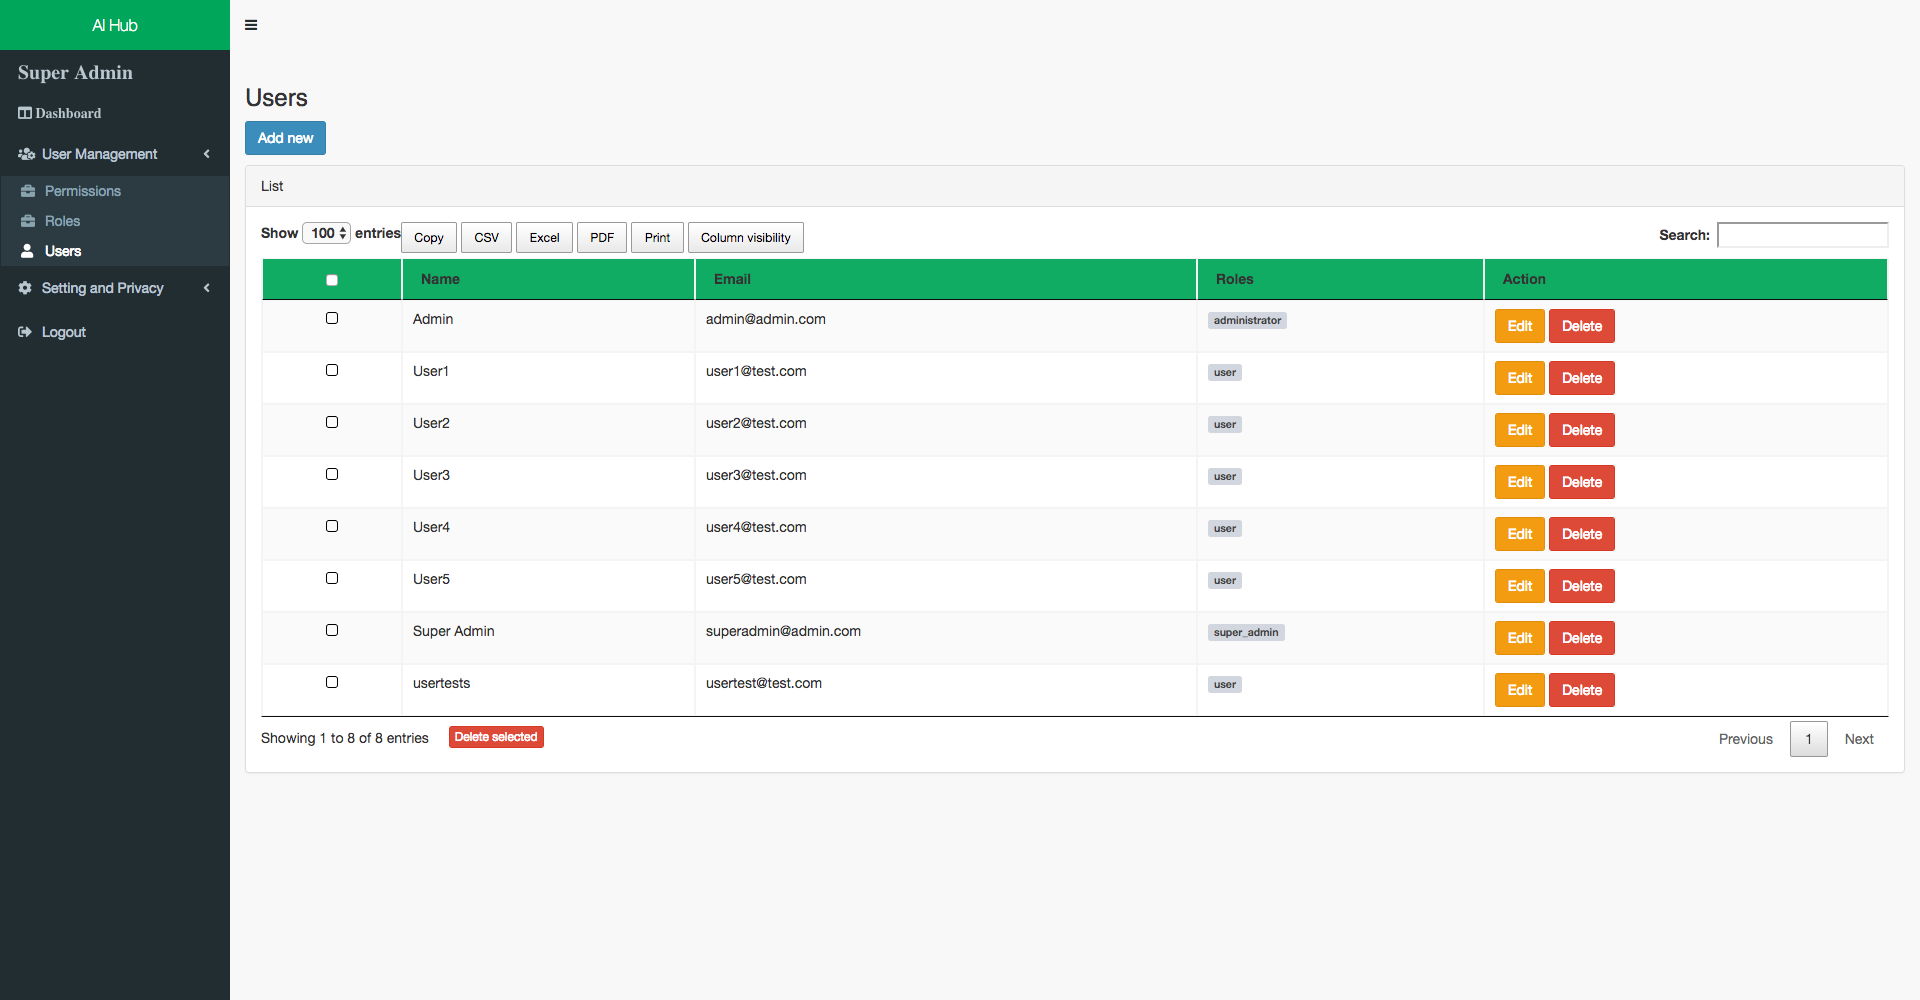 AI Hub
Super Admin
Dashboard
User Management
Permissions
Roles
Users
Setting and Privacy
Logout
Users
Add new
List
Show 100 entries Copy CSV Excel PDF Print Column visibility Search:
Name Email Roles Action
Admin admin@admin.com administrator Edit Delete
User1 user1@test.com user Edit Delete
User2 user2@test.com user Edit Delete
User3 user3@test.com user Edit Delete
User4 user4@test.com user Edit Delete
User5 user5@test.com user Edit Delete
Super Admin superadmin@admin.com super_admin Edit Delete
usertests usertest@test.com user Edit Delete
Showing 1 to 8 of 8 entries Delete selected Previous 1 Next